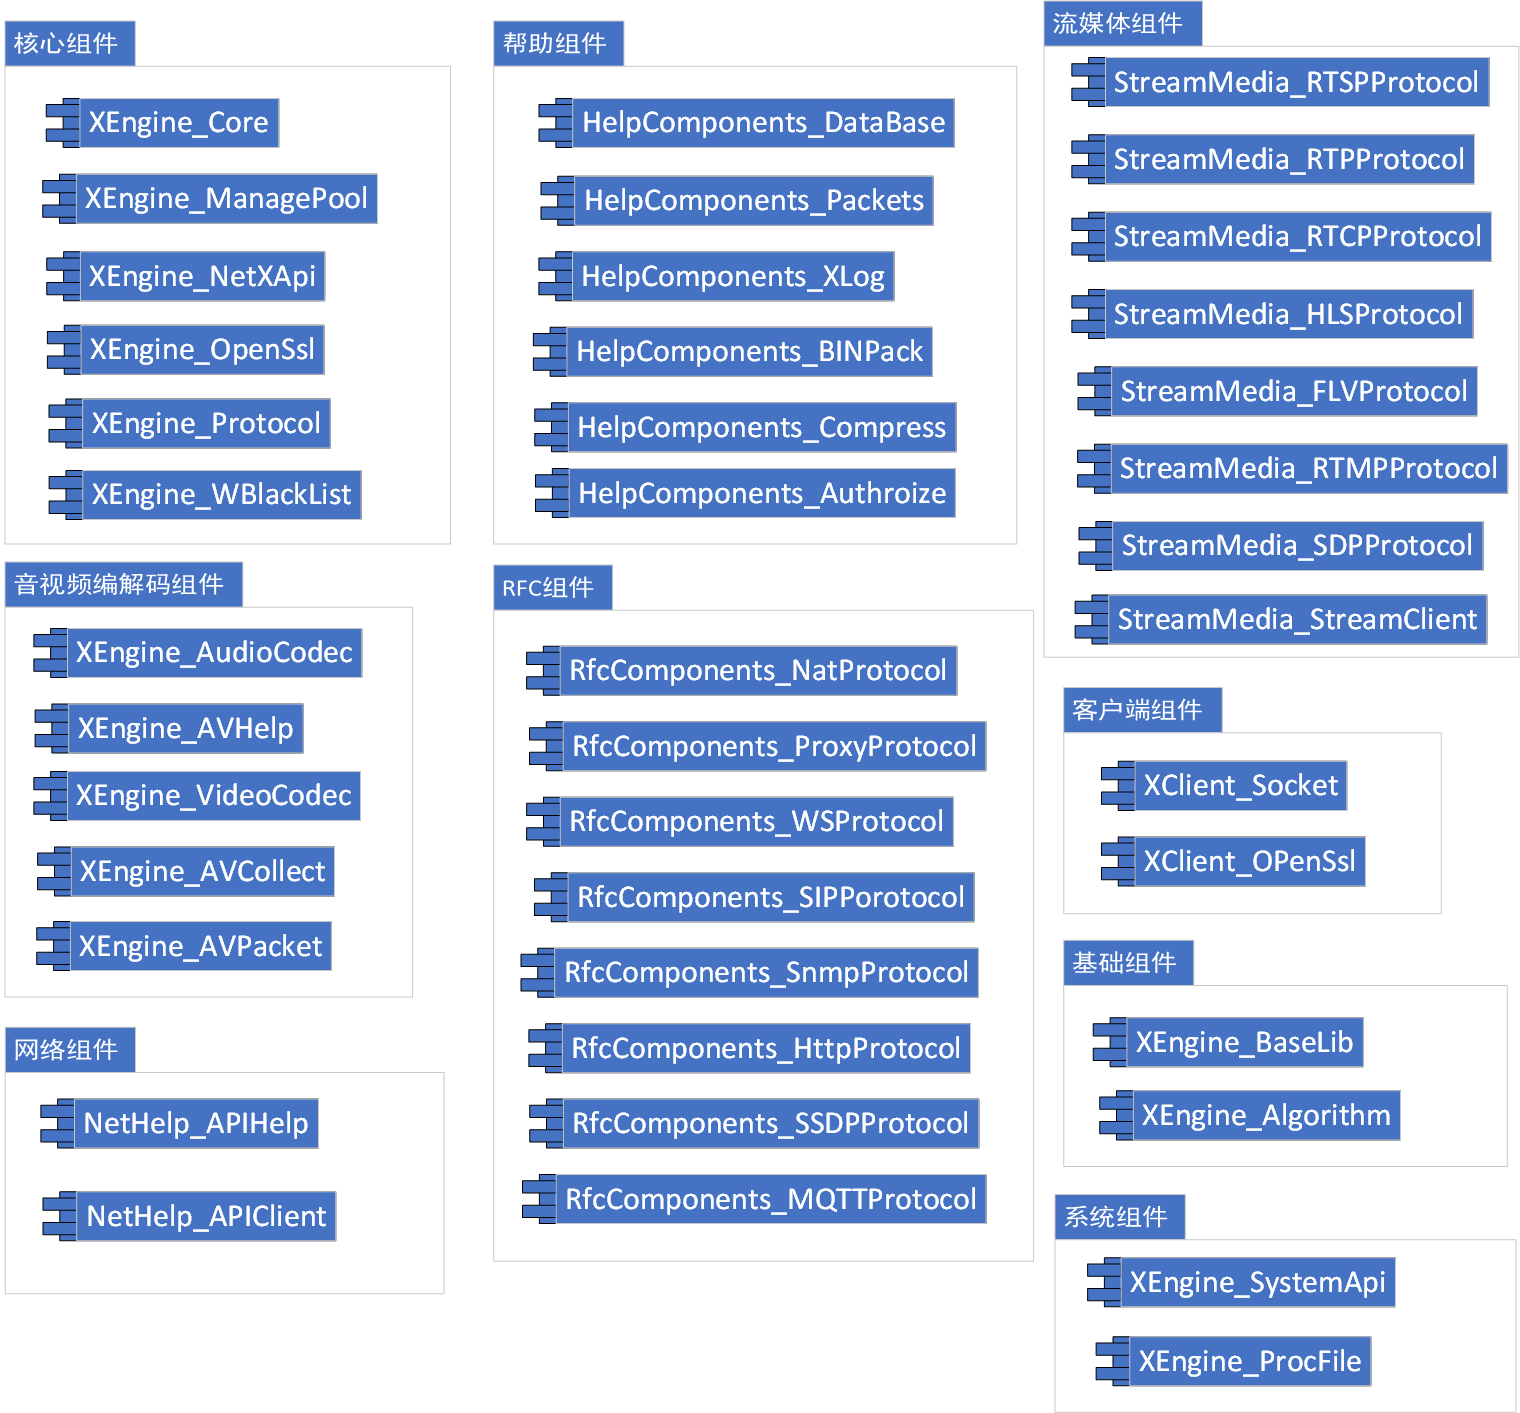 核心组件
XEngine_Core
XEngine_ManagePool
XEngine_NetXApi
XEngine_OpenSsl
XEngine_Protocol
XEngine_WBlackList
音视频编解码组件
XEngine_AudioCodec
XEngine_AVHelp
XEngine_VideoCodec
XEngine_AVCollect
XEngine_AVPacket
网络组件
NetHelp_APIHelp
NetHelp_APIClient
帮助组件
HelpComponents_DataBase
HelpComponents_Packets
HelpComponents_XLog
HelpComponents_BINPack
HelpComponents_Compress
HelpComponents_Authroize
RFC组件
RfcComponents_NatProtocol
RfcComponents_ProxyProtocol
RfcComponents_WSProtocol
RfcComponents_SIPPorotocol
RfcComponents_SnmpProtocol
RfcComponents_HttpProtocol
RfcComponents_SSDPProtocol
RfcComponents_MQTTProtocol
流媒体组件
StreamMedia_RTSPProtocol
StreamMedia_RTPProtocol
StreamMedia_RTCPProtocol
StreamMedia_HLSProtocol
StreamMedia_FLVProtocol
StreamMedia_RTMPProtocol
StreamMedia_SDPProtocol
StreamMedia_StreamClient
客户端组件
XClient_Socket
XClient_OPenSsl
基础组件
XEngine_BaseLib
XEngine_Algorithm
系统组件
XEngine_SystemApi
XEngine_ProcFile